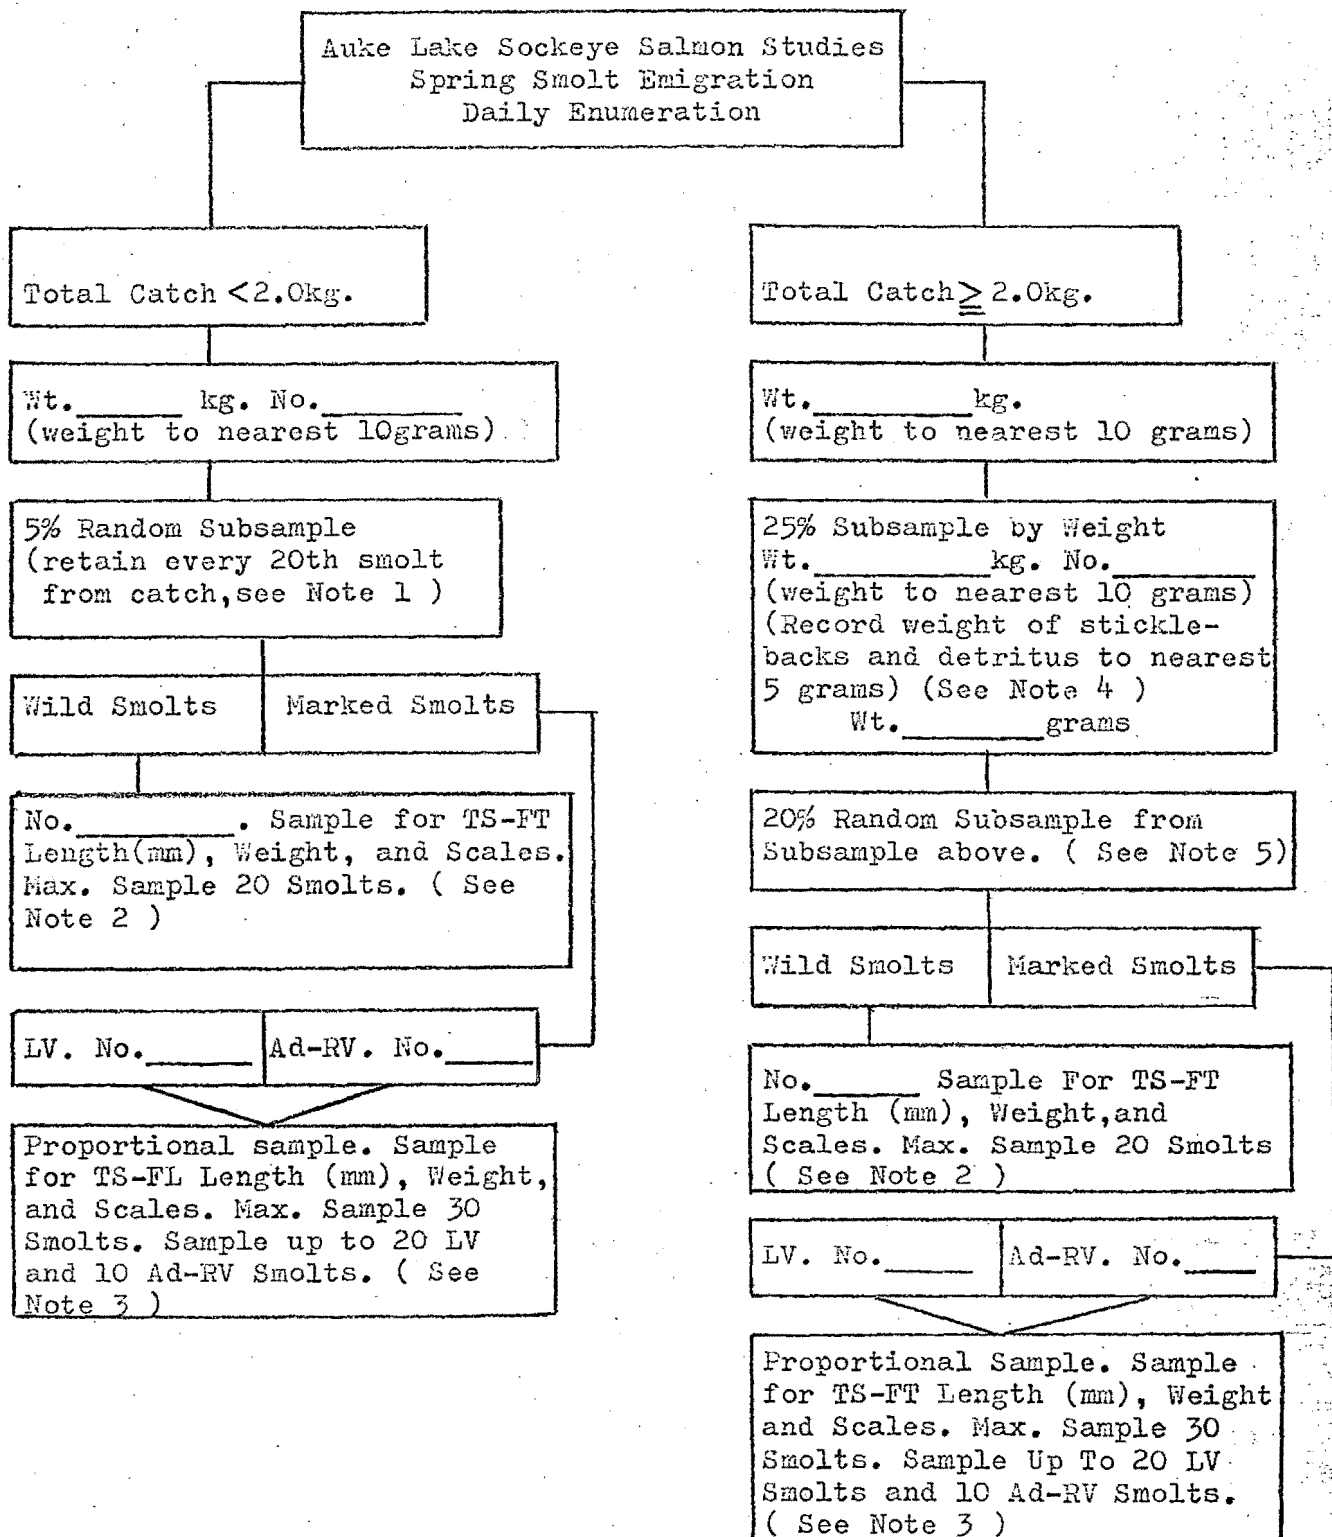 Auke Lake Sockeye Salmon Studies
Spring Smolt Emigration
Daily Enumeration
Total Catch <2.0kg.
Wt.______ kg. No.________
(weight to nearest 10grams)
5% Random Subsample
(retain every 20th smolt
from catch,see Note 1 )
Wild Smolts Marked Smolts
No._________. Sample for TS-FT
Length(mm), Weight, and Scales.
Max. Sample 20 Smolts. ( See
Note 2 )
LV. No.______ Ad-RV. No._____
Proportional sample. Sample
for TS-FL Length (mm), Weight,
and Scales. Max. Sample 30
Smolts. Sample up to 20 LV
and 10 Ad-RV Smolts. ( See
Note 3 )
Total Catch ≧ 2.0kg.
Wt._________kg.
(weight to nearest 10 grams)
25% Subsample by Weight
Wt.__________kg. No.________
(weight to nearest 10 grams)
(Record weight of stickle-
backs and detritus to nearest
5 grams) (See Note 4 )
Wt.________grams
20% Random Subsample from
Subsample above. ( See Note 5)
Wild Smolts Marked Smolts
No.______ Sample For TS-FT
Length (mm), Weight,and
Scales. Max. Sample 20 Smolts
( See Note 2 )
LV. No._____ Ad-RV. No.____
Proportional Sample. Sample
for TS-FT Length (mm), Weight
and Scales. Max. Sample 30
Smolts. Sample Up To 20 LV
Smolts and 10 Ad-RV Smolts.
( See Note 3 )